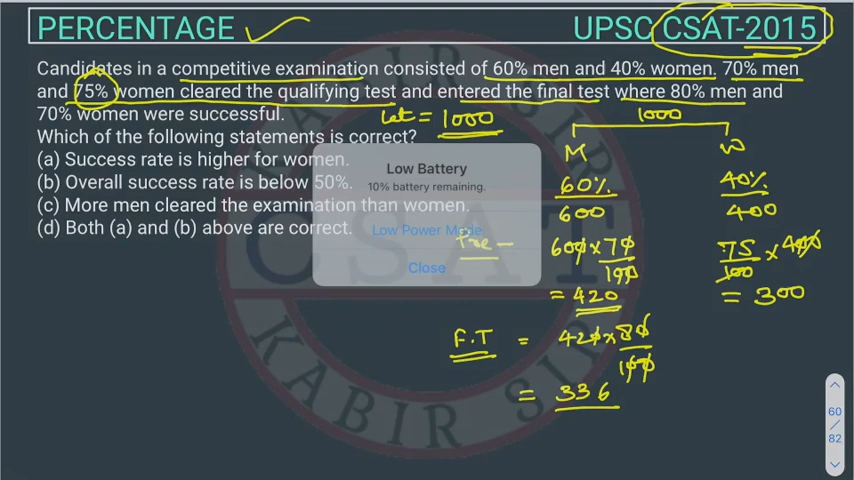 PERCENTAGE
UPSC CSAT-2015
Candidates in a competitive examination consisted of 60% men and 40% women. 70% men
and 75% women cleared the qualifying test and entered the final test where 80% men and
70% women were successful.
let = 1000
1000
Which of the following statements is correct?
M
W
(a) Success rate is higher for women.
(b) Overall success rate is below 50%.
60%
40%
(c) More men cleared the examination than women.
600
400
(d) Both (a) and (b) above are correct.
Low Battery
10% battery remaining.
Low Power Mode
Close
Pre -
600 × 70/100
75/100 × 400
= 420
= 300
F.T = 420 × 80/100
= 336
CSAT
KABIR SIR
60
/
82